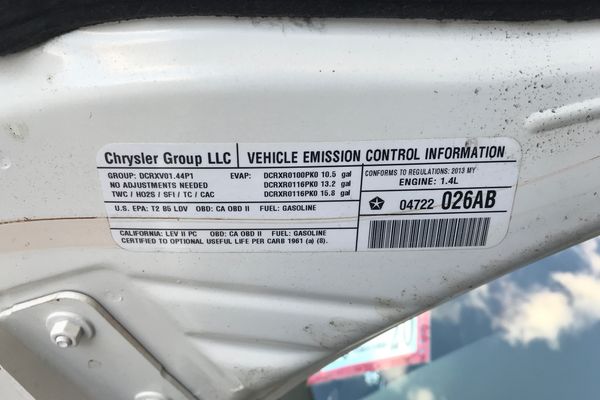 Chrysler Group LLC
VEHICLE EMISSION CONTROL INFORMATION
GROUP: DCRXV01.44P1
NO ADJUSTMENTS NEEDED
TWC / HO2S / SFI / TC / CAC
EVAP:
DCRXR0100PK0 10.5 gal
DCRXR0116PK0 13.2 gal
DCRXR0116PK0 15.8 gal
U.S. EPA: T2 B5 LDV OBD: CA OBD II FUEL: GASOLINE
CALIFORNIA: LEV II PC OBD: CA OBD II FUEL: GASOLINE
CERTIFIED TO OPTIONAL USEFUL LIFE PER CARB 1961 (a) (8).
CONFORMS TO REGULATIONS: 2013 MY
ENGINE: 1.4L
04722 026AB